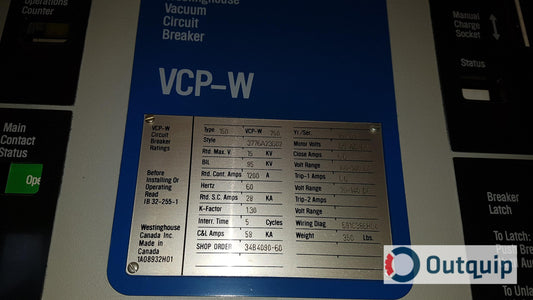 Operations
Counter
Westinghouse
Vacuum
Circuit
Breaker
VCP-W
Manual
Charge
Socket
Status
Main
Contact
Status
Ope
VCP-W
Circuit
Breaker
Ratings
Before
Installing Or
Operating
Read
IB 32-255-1
Westinghouse
Canada Inc.
Made in
Canada
1A08932H01
Type 150 VCP-W 750
Style 3776A23G02
Rtd. Max. V. 15 KV
BIL 95 KV
Rtd. Cont. Amps 1200 A
Hertz 60
Rtd. S.C. Amps 28 KA
K-Factor 1.30
Interr. Time 5 Cycles
C&L Amps 58 KA
SHOP ORDER 34B4090-60
Yr./Ser.
Motor Volts
Close Amps
Volt Range
Trip-1 Amps
Volt Range
Trip-2 Amps
Volt Range
Wiring Diag.
Weight 350 Lbs.
Breaker
Latch
To Latch:
Push Bre
Outquip